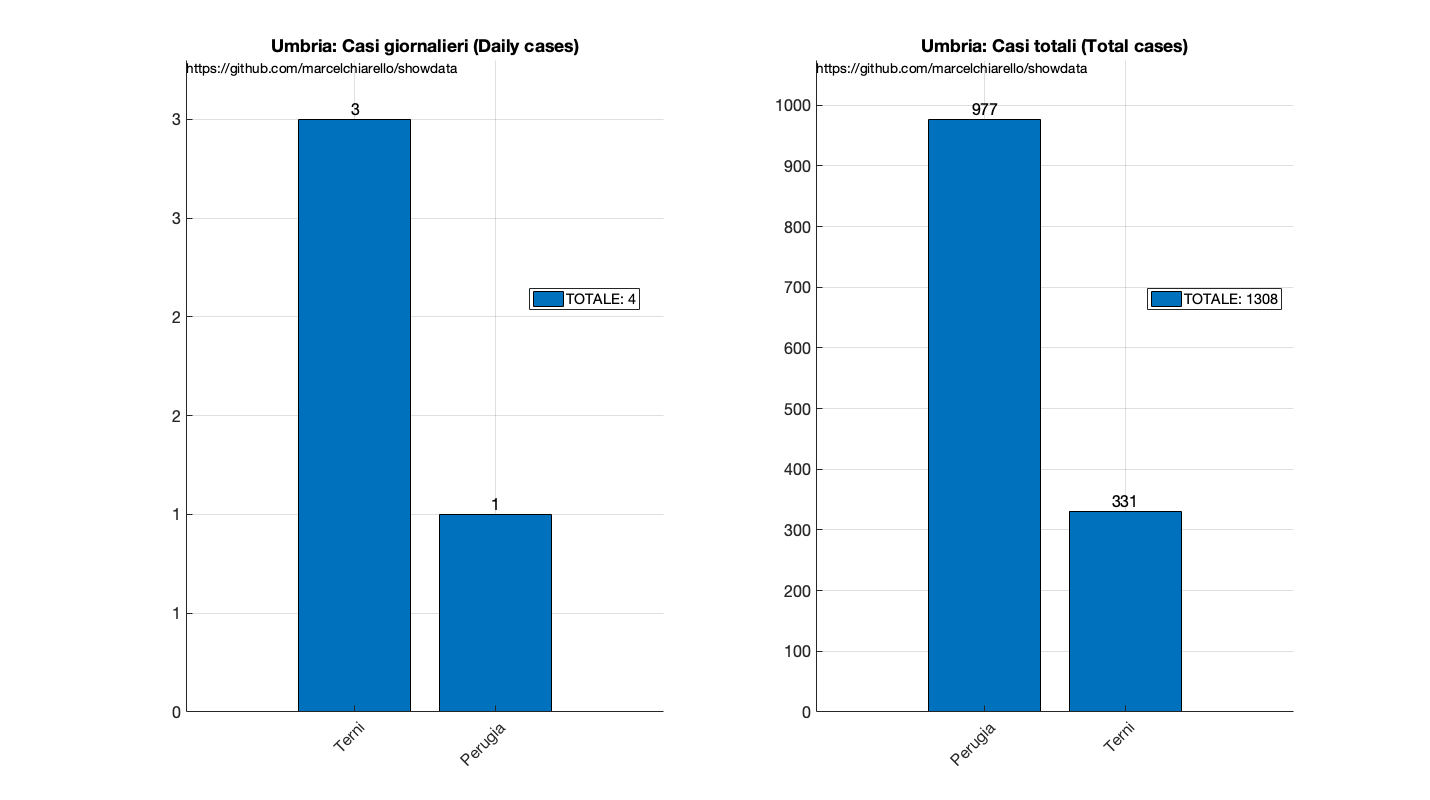 Umbria: Casi giornalieri (Daily cases)
https://github.com/marcelchiarello/showdata
3
3
3
2
2
1
1
0
3
1
TOTALE: 4
Terni
Perugia
Umbria: Casi totali (Total cases)
https://github.com/marcelchiarello/showdata
1000
900
800
700
600
500
400
300
200
100
0
977
331
TOTALE: 1308
Perugia
Terni